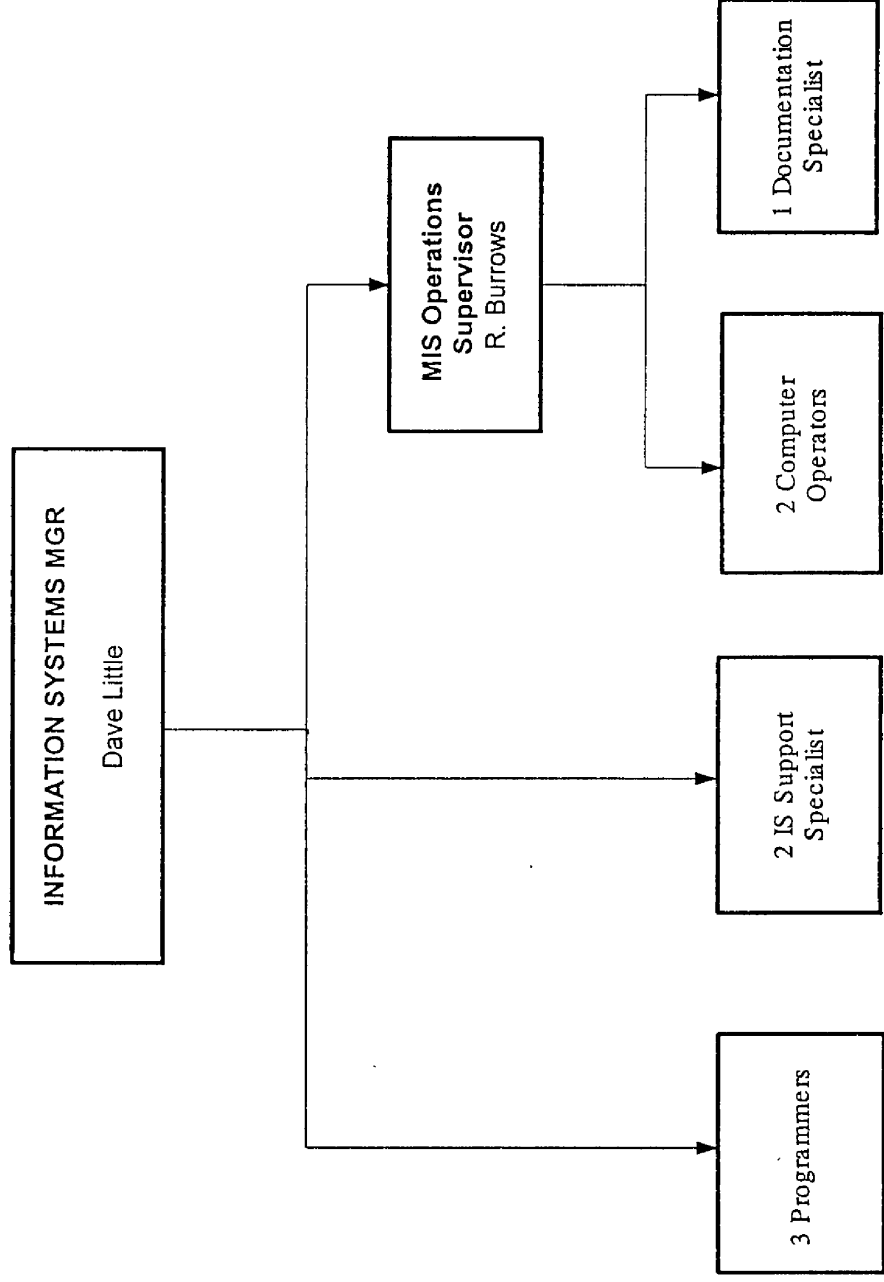 INFORMATION SYSTEMS MGR
Dave Little
MIS Operations
Supervisor
R. Burrows
3 Programmers
2 IS Support
Specialist
2 Computer
Operators
1 Documentation
Specialist